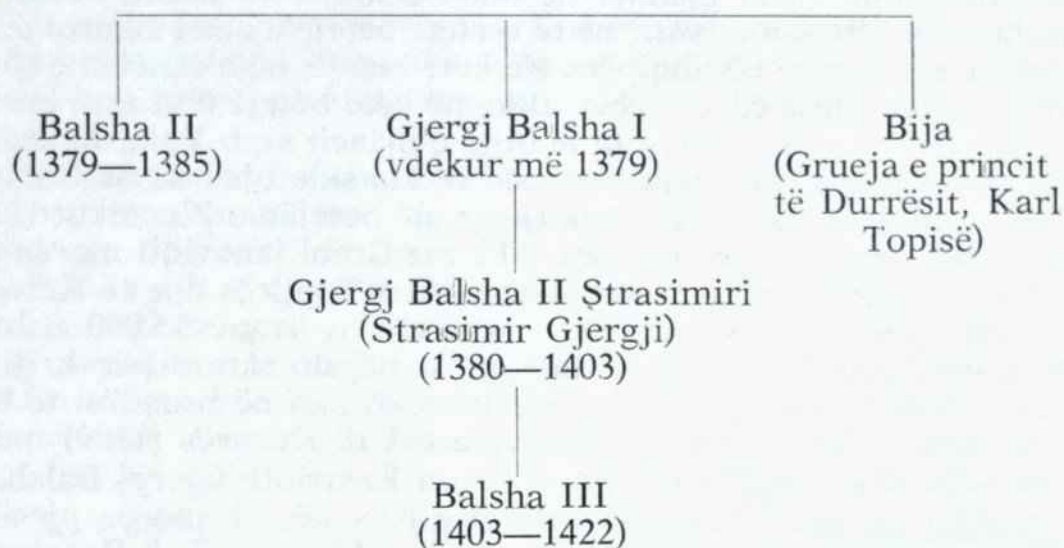 Balsha II
(1379—1385)
Gjergj Balsha I
(vdekur më 1379)
Bija
(Grueja e princit
të Durrësit, Karl
Topisë)
Gjergj Balsha II Strasimiri
(Strasimir Gjergji)
(1380—1403)
Balsha III
(1403—1422)